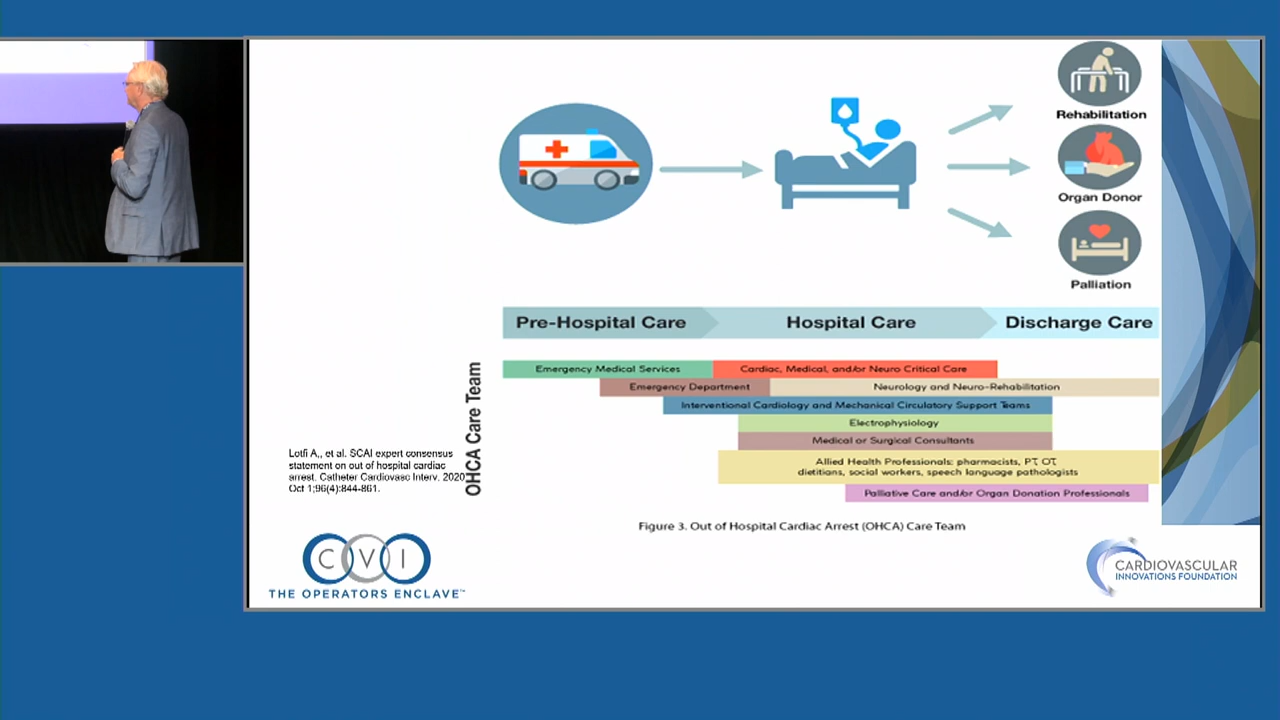 Rehabilitation
Organ Donor
Palliation
Pre-Hospital Care
Hospital Care
Discharge Care
OHCA Care Team
Emergency Medical Services
Cardiac, Medical, and/or Neuro Critical Care
Emergency Department
Neurology and Neuro-Rehabilitation
Interventional Cardiology and Mechanical Circulatory Support Teams
Electrophysiology
Medical or Surgical Consultants
Allied Health Professionals: pharmacists, PT, OT,
dietitians, social workers, speech language pathologists
Palliative Care and/or Organ Donation Professionals
Lotfi A,, et al. SCAI expert consensus
statement on out of hospital cardiac
arrest. Catheter Cardiovasc Interv. 2020
Oct 1;96(4):844-861.
Figure 3. Out of Hospital Cardiac Arrest (OHCA) Care Team
CVI
THE OPERATORS ENCLAVE™
CARDIOVASCULAR
INNOVATIONS FOUNDATION